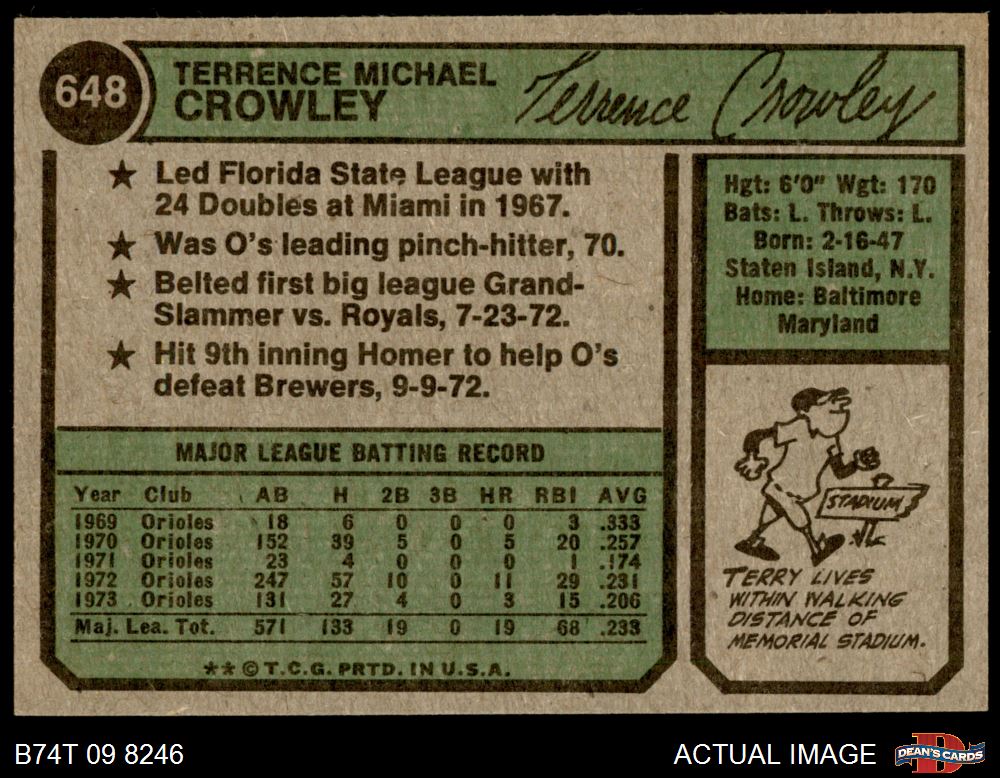 648
TERRENCE MICHAEL
CROWLEY
Terrence Crowley
★ Led Florida State League with
24 Doubles at Miami in 1967.
★ Was O's leading pinch-hitter, 70.
★ Belted first big league Grand-
Slammer vs. Royals, 7-23-72.
★ Hit 9th inning Homer to help O's
defeat Brewers, 9-9-72.
Hgt: 6'0" Wgt: 170
Bats: L. Throws: L.
Born: 2-16-47
Staten Island, N.Y.
Home: Baltimore
Maryland
MAJOR LEAGUE BATTING RECORD
Year Club AB H 2B 3B HR RBI AVG
1969 Orioles 18 6 0 0 0 3 .333
1970 Orioles 152 39 5 0 5 20 .257
1971 Orioles 23 4 0 0 0 1 .174
1972 Orioles 247 57 10 0 11 29 .231
1973 Orioles 131 27 4 0 3 15 .206
Maj. Lea. Tot. 571 133 19 0 19 68 .233
** © T.C.G. PRTD. IN U.S.A.
STADIUM
TERRY LIVES
WITHIN WALKING
DISTANCE OF
MEMORIAL STADIUM.
B74T 09 8246
ACTUAL IMAGE
DEAN'S CARDS